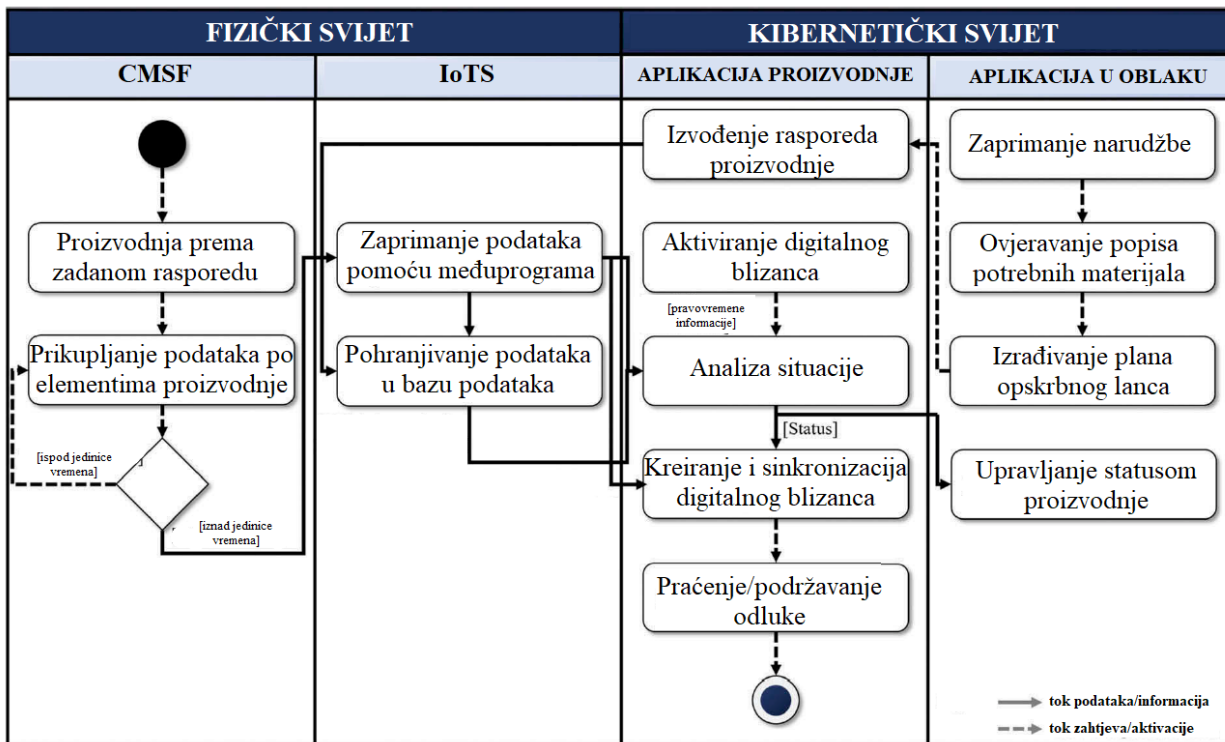 FIZIČKI SVIJET
KIBERNETIČKI SVIJET
CMSF
IoTS
APLIKACIJA PROIZVODNJE
APLIKACIJA U OBLAKU
Proizvodnja prema
zadanom rasporedu
Prikupljanje podataka po
elementima proizvodnje
[ispod jedinice
vremena]
[iznad jedinice
vremena]
Zaprimanje podataka
pomoću međuprograma
Pohranjivanje podataka
u bazu podataka
Izvođenje rasporeda
proizvodnje
Aktiviranje digitalnog
blizanca
[pravovremene
informacije]
Analiza situacije
[Status]
Kreiranje i sinkronizacija
digitalnog blizanca
Praćenje/podržavanje
odluke
Zaprimanje narudžbe
Ovjeravanje popisa
potrebnih materijala
Izrađivanje plana
opskrbnog lanca
Upravljanje statusom
proizvodnje
tok podataka/informacija
tok zahtjeva/aktivacije